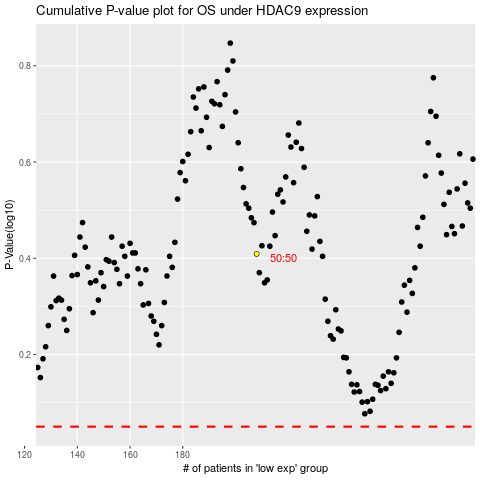 Cumulative P-value plot for OS under HDAC9 expression
P-Value(log10)
0.8
0.6
0.4
0.2
50:50
120 140 160 180
# of patients in 'low exp' group